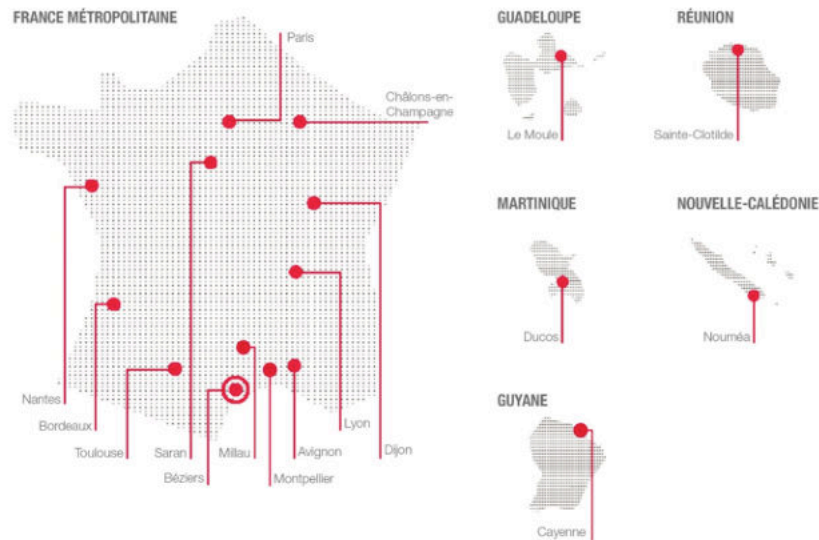 FRANCE MÉTROPOLITAINE
Paris
Châlons-en-
Champagne
Nantes
Bordeaux
Toulouse
Saran
Béziers
Millau
Montpellier
Avignon
Lyon
Dijon
GUADELOUPE
Le Moule
RÉUNION
Sainte-Clotilde
MARTINIQUE
Ducos
NOUVELLE-CALÉDONIE
Nouméa
GUYANE
Cayenne